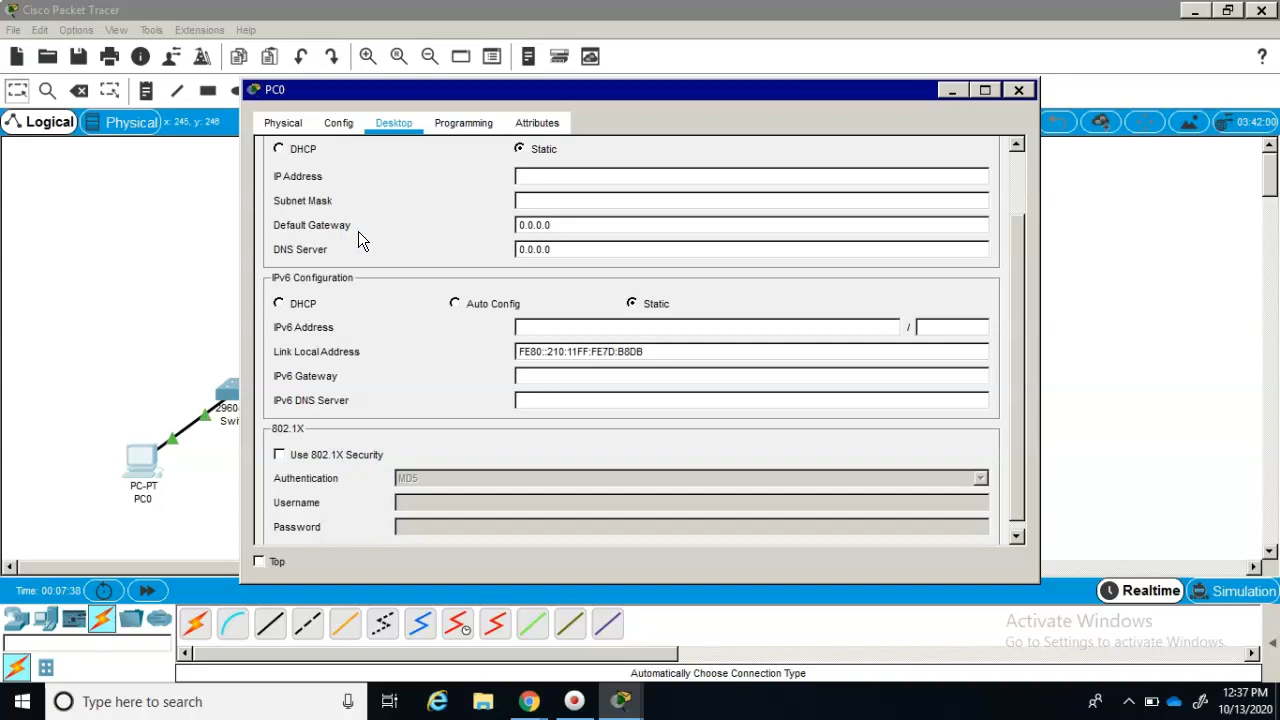 Cisco Packet Tracer
File Edit Options View Tools Extensions Help
PC0
Logical Physical x: 245, y: 246 03:42:00
Physical Config Desktop Programming Attributes
DHCP Static
IP Address
Subnet Mask
Default Gateway 0.0.0.0
DNS Server 0.0.0.0
IPv6 Configuration
DHCP Auto Config Static
IPv6 Address /
Link Local Address FE80::210:11FF:FE7D:B8DB
IPv6 Gateway
IPv6 DNS Server
2960
Swi
802.1X
Use 802.1X Security
Authentication MD5
Username
Password
PC-PT
PC0
Top
Time: 00:07:38 Realtime Simulation
Activate Windows
Go to Settings to activate Windows.
Automatically Choose Connection Type
Type here to search
12:37 PM
10/13/2020